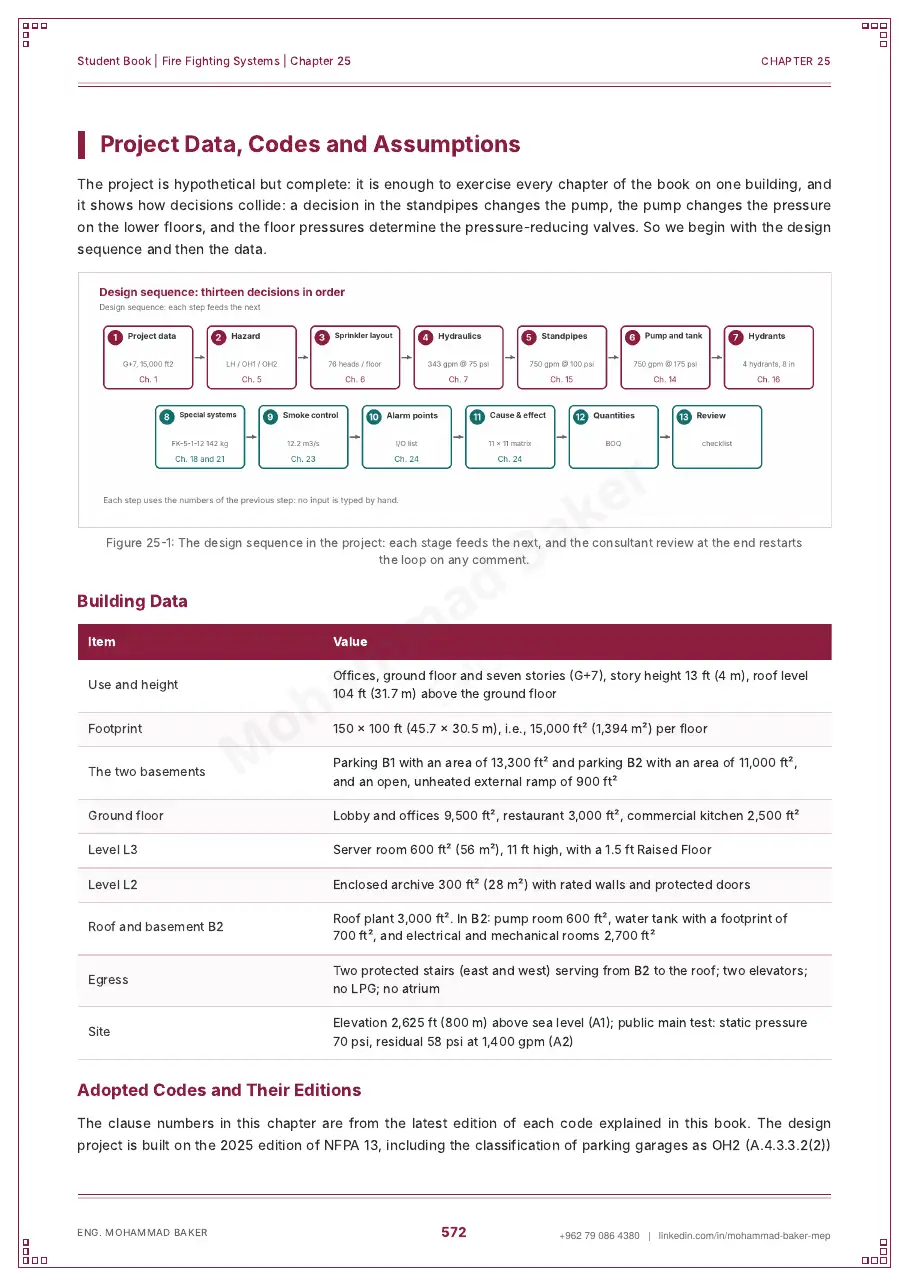 Student Book | Fire Fighting Systems | Chapter 25
CHAPTER 25
Project Data, Codes and Assumptions
The project is hypothetical but complete: it is enough to exercise every chapter of the book on one building, and
it shows how decisions collide: a decision in the standpipes changes the pump, the pump changes the pressure
on the lower floors, and the floor pressures determine the pressure-reducing valves. So we begin with the design
sequence and then the data.
Design sequence: thirteen decisions in order
Design sequence: each step feeds the next
1 Project data
G+7, 15,000 ft2
Ch. 1
2 Hazard
LH / OH1 / OH2
Ch. 5
3 Sprinkler layout
76 heads / floor
Ch. 6
4 Hydraulics
343 gpm @ 75 psi
Ch. 7
5 Standpipes
750 gpm @ 100 psi
Ch. 15
6 Pump and tank
750 gpm @ 175 psi
Ch. 14
7 Hydrants
4 hydrants, 8 in
Ch. 16
8 Special systems
FK-5-1-12 142 kg
Ch. 18 and 21
9 Smoke control
12.2 m3/s
Ch. 23
10 Alarm points
I/O list
Ch. 24
11 Cause & effect
11 × 11 matrix
Ch. 24
12 Quantities
BOQ
13 Review
checklist
Each step uses the numbers of the previous step: no input is typed by hand.
Figure 25-1: The design sequence in the project: each stage feeds the next, and the consultant review at the end restarts
the loop on any comment.
Building Data
Item Value
Use and height
Offices, ground floor and seven stories (G+7), story height 13 ft (4 m), roof level
104 ft (31.7 m) above the ground floor
Footprint
150 × 100 ft (45.7 × 30.5 m), i.e., 15,000 ft² (1,394 m²) per floor
The two basements
Parking B1 with an area of 13,300 ft² and parking B2 with an area of 11,000 ft²,
and an open, unheated external ramp of 900 ft²
Ground floor
Lobby and offices 9,500 ft², restaurant 3,000 ft², commercial kitchen 2,500 ft²
Level L3
Server room 600 ft² (56 m²), 11 ft high, with a 1.5 ft Raised Floor
Level L2
Enclosed archive 300 ft² (28 m²) with rated walls and protected doors
Roof and basement B2
Roof plant 3,000 ft². In B2: pump room 600 ft², water tank with a footprint of
700 ft², and electrical and mechanical rooms 2,700 ft²
Egress
Two protected stairs (east and west) serving from B2 to the roof; two elevators;
no LPG; no atrium
Site
Elevation 2,625 ft (800 m) above sea level (A1); public main test: static pressure
70 psi, residual 58 psi at 1,400 gpm (A2)
Adopted Codes and Their Editions
The clause numbers in this chapter are from the latest edition of each code explained in this book. The design
project is built on the 2025 edition of NFPA 13, including the classification of parking garages as OH2 (A.4.3.3.2(2))
Mohammad Baker
ENG. MOHAMMAD BAKER
572
+962 79 086 4380 | linkedin.com/in/mohammad-baker-mep